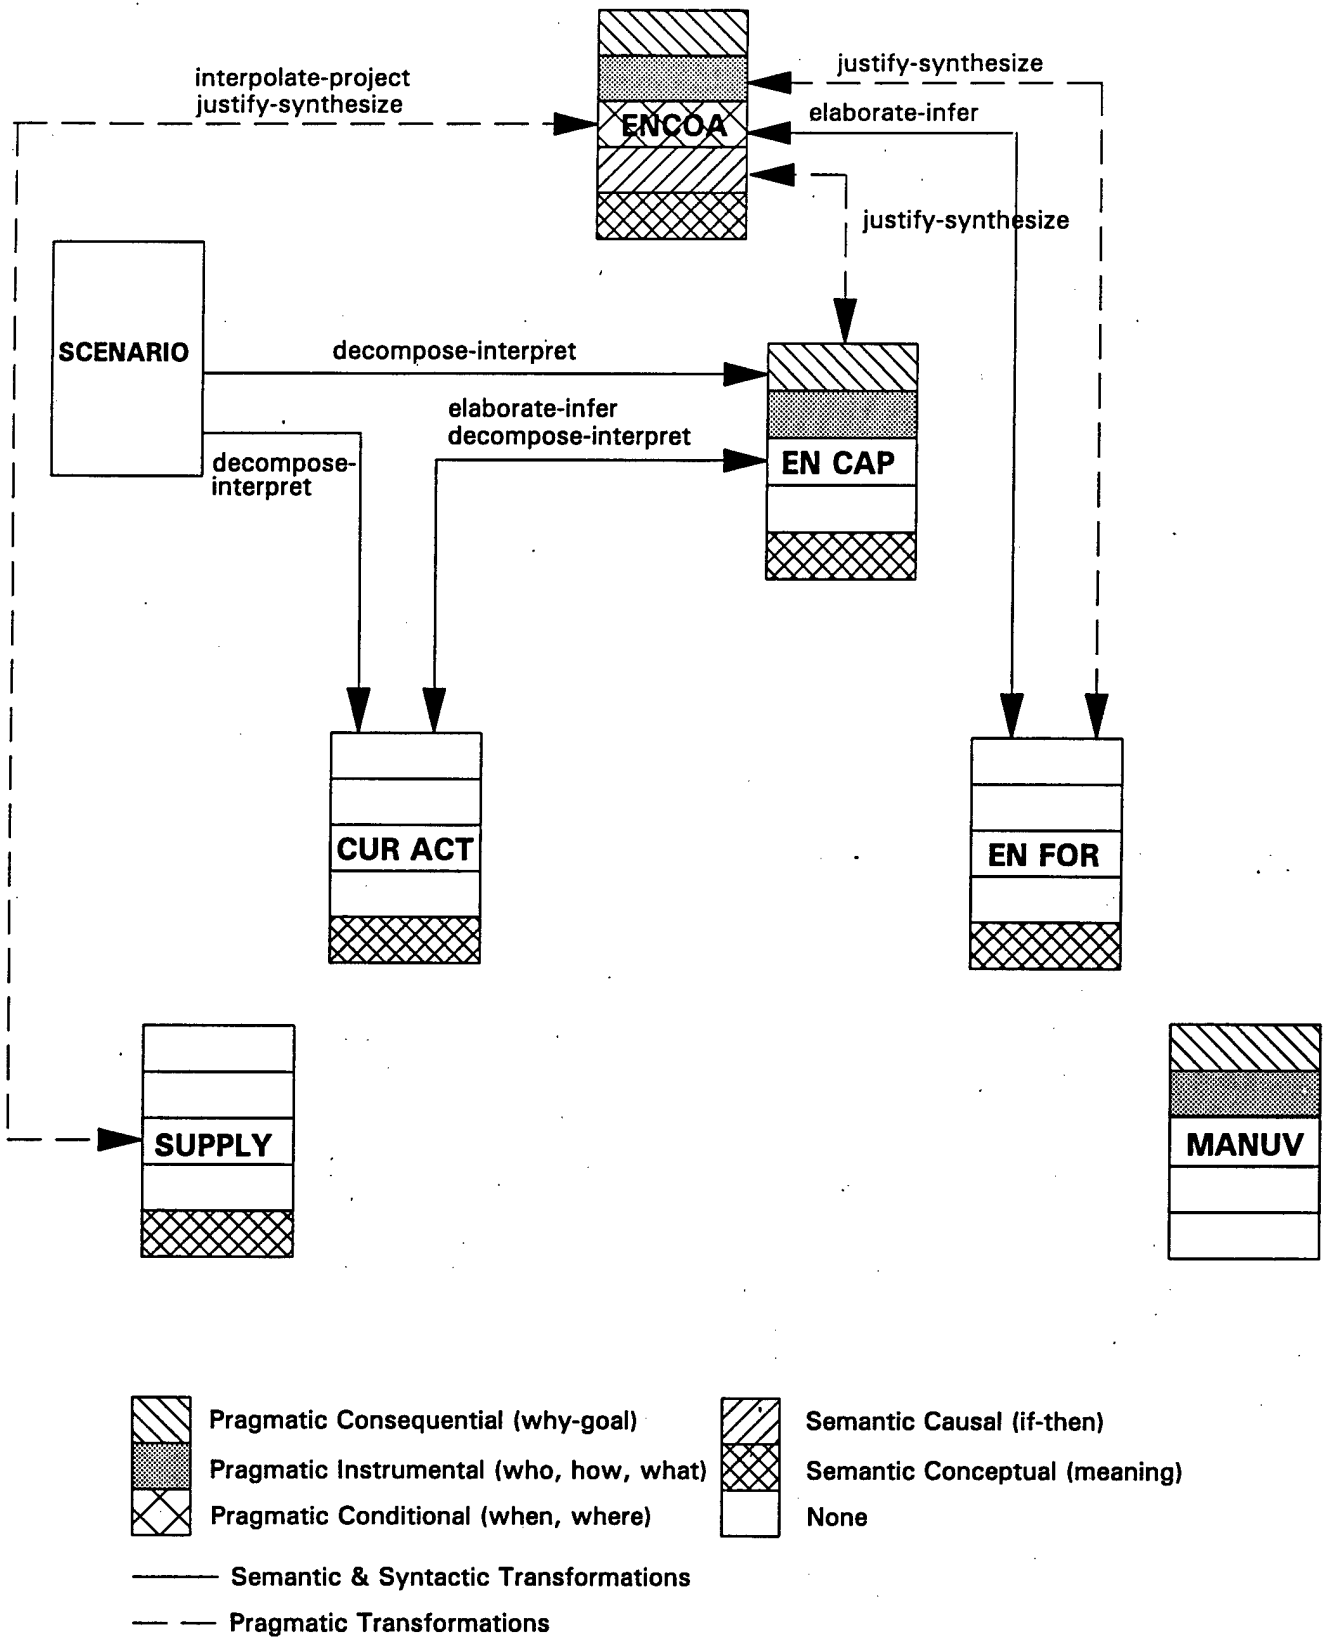 interpolate-project
justify-synthesize
justify-synthesize
ENCOA
elaborate-infer
justify-synthesize
SCENARIO
decompose-interpret
elaborate-infer
decompose-interpret
decompose-
interpret
EN CAP
CUR ACT
EN FOR
SUPPLY
MANUV
Pragmatic Consequential (why-goal)
Pragmatic Instrumental (who, how, what)
Pragmatic Conditional (when, where)
Semantic Causal (if-then)
Semantic Conceptual (meaning)
None
Semantic & Syntactic Transformations
Pragmatic Transformations